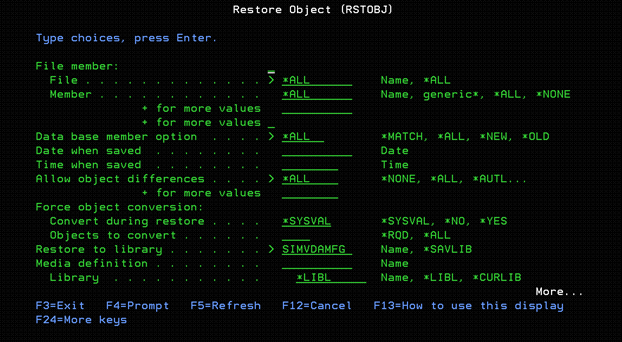 Restore Object (RSTOBJ)
Type choices, press Enter.
File member:
File . . . . . . . . . . . . . > *ALL Name, *ALL
Member . . . . . . . . . . . . *ALL Name, generic*, *ALL, *NONE
+ for more values
+ for more values _
Data base member option . . . . . > *ALL *MATCH, *ALL, *NEW, *OLD
Date when saved . . . . . . . . Date
Time when saved . . . . . . . . Time
Allow object differences . . . . > *ALL *NONE, *ALL, *AUTL...
+ for more values
Force object conversion:
Convert during restore . . . . *SYSVAL *SYSVAL, *NO, *YES
Objects to convert . . . . . . *RQD, *ALL
Restore to library . . . . . . . > SIMVDAMFG Name, *SAVLIB
Media definition . . . . . . . . Name
Library . . . . . . . . . . . *LIBL Name, *LIBL, *CURLIB
More...
F3=Exit F4=Prompt F5=Refresh F12=Cancel F13=How to use this display
F24=More keys